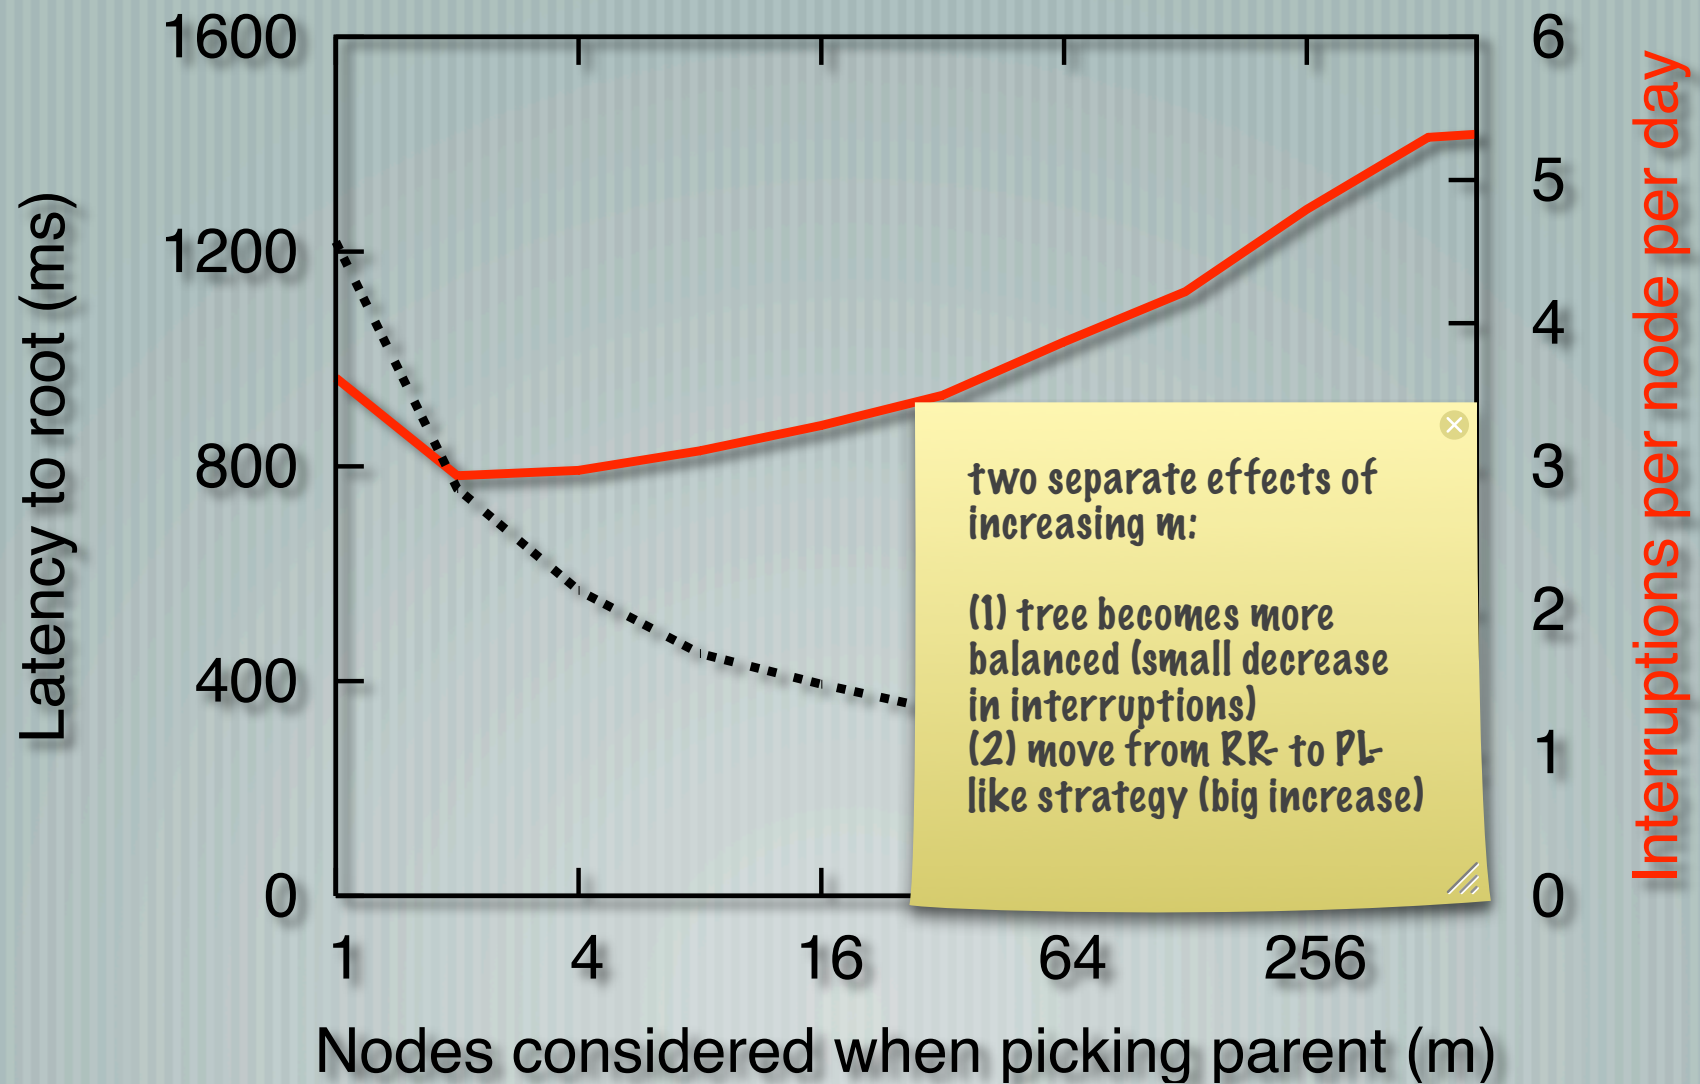 Latency to root (ms)
1600
1200
800
400
0
6
5
4
3
2
1
0
Interruptions per node per day
two separate effects of
increasing m:
(1) tree becomes more
balanced (small decrease
in interruptions)
(2) move from RR- to PL-
like strategy (big increase)
1 4 16 64 256
Nodes considered when picking parent (m)